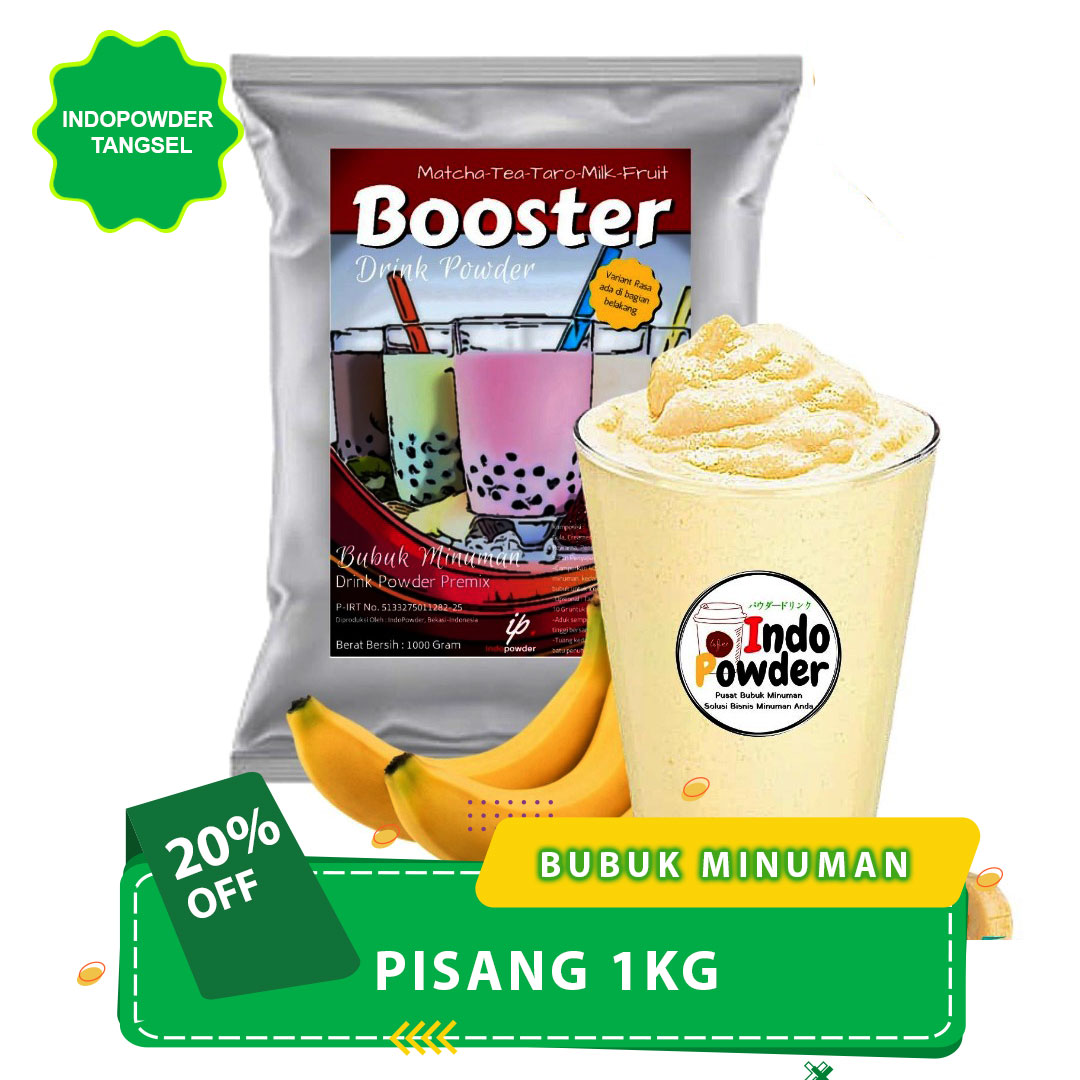 INDOPOWDER
TANGSEL
Matcha-Tea-Taro-Milk-Fruit
Booster
Drink Powder
Variant Rasa
ada di bagian
belakang
Bubuk Minuman
Drink Powder Premix
P-IRT No. 5133275011282-25
Diproduksi Oleh : IndoPowder, Bekasi-Indonesia
Berat Bersih : 1000 Gram
ip
indopowder
パウダードリンク
Indo
Powder
Pusat Bubuk Minuman
Solusi Bisnis Minuman Anda
20%
OFF
BUBUK MINUMAN
PISANG 1KG